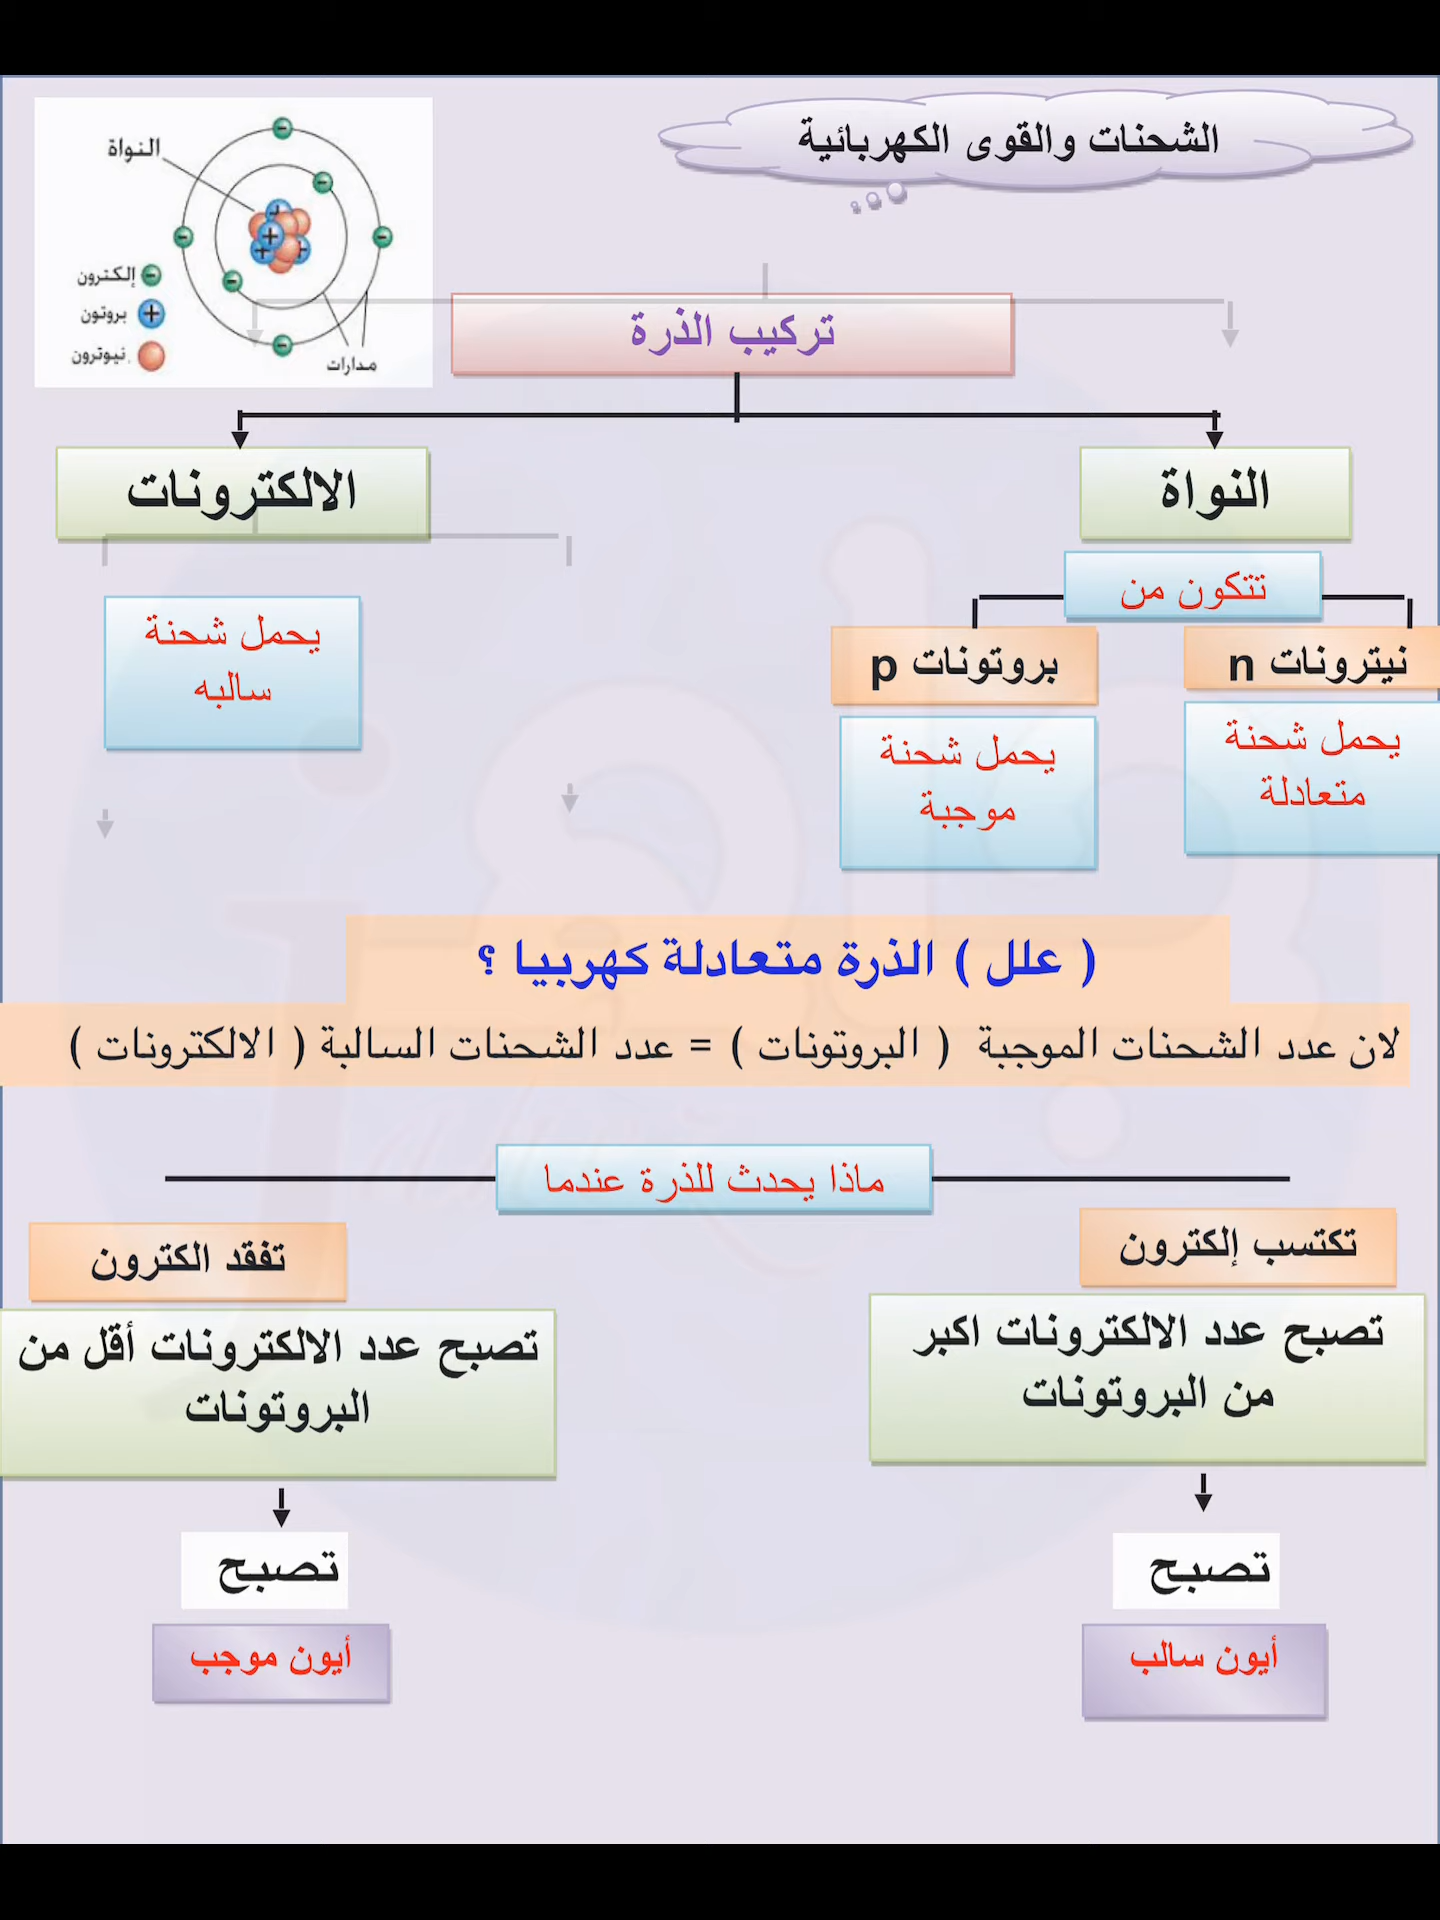 الشحنات والقوى الكهربائية
النواة
إلكترون
بروتون
نيوترون
مدارات
تركيب الذرة
النواة
الالكترونات
تتكون من
نيترونات n
بروتونات p
يحمل شحنة
متعادلة
يحمل شحنة
موجبة
يحمل شحنة
سالبه
( علل ) الذرة متعادلة كهربيا ؟
لان عدد الشحنات الموجبة ( البروتونات ) = عدد الشحنات السالبة ( الالكترونات )
ماذا يحدث للذرة عندما
تكتسب إلكترون
تصبح عدد الالكترونات اكبر
من البروتونات
تصبح
أيون سالب
تفقد الكترون
تصبح عدد الالكترونات أقل من
البروتونات
تصبح
أيون موجب